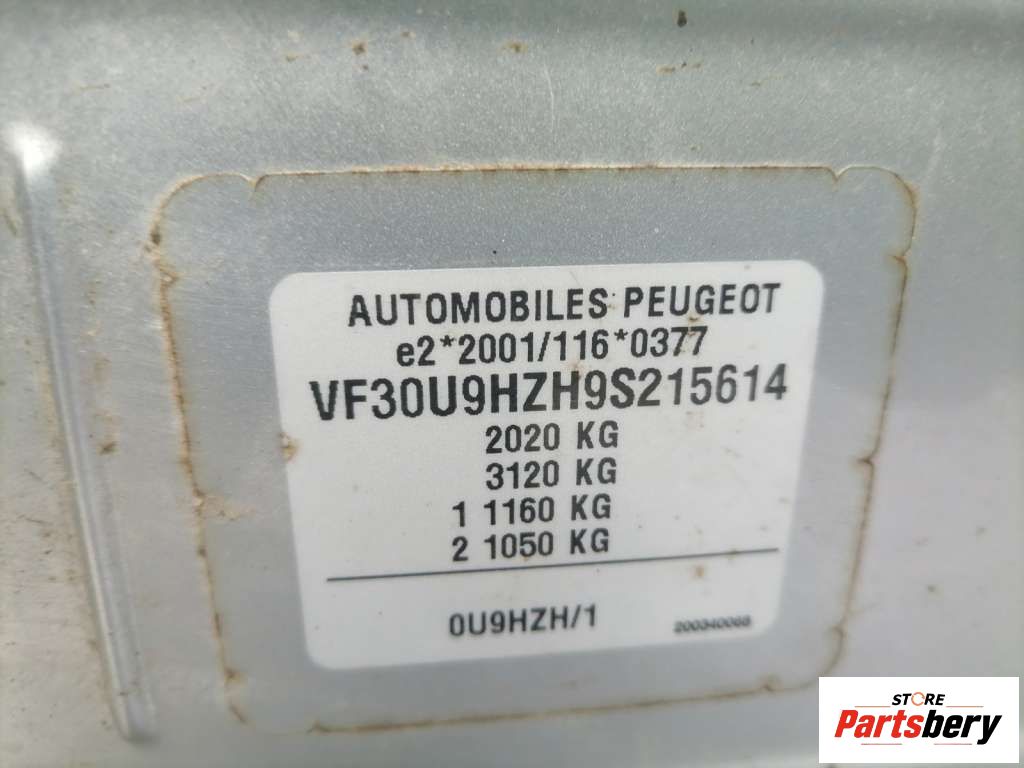 AUTOMOBILES PEUGEOT
e2*2001/116*0377
VF30U9HZH9S215614
2020 KG
3120 KG
1 1160 KG
2 1050 KG
0U9HZH/1
200340068
STORE
Partsbery